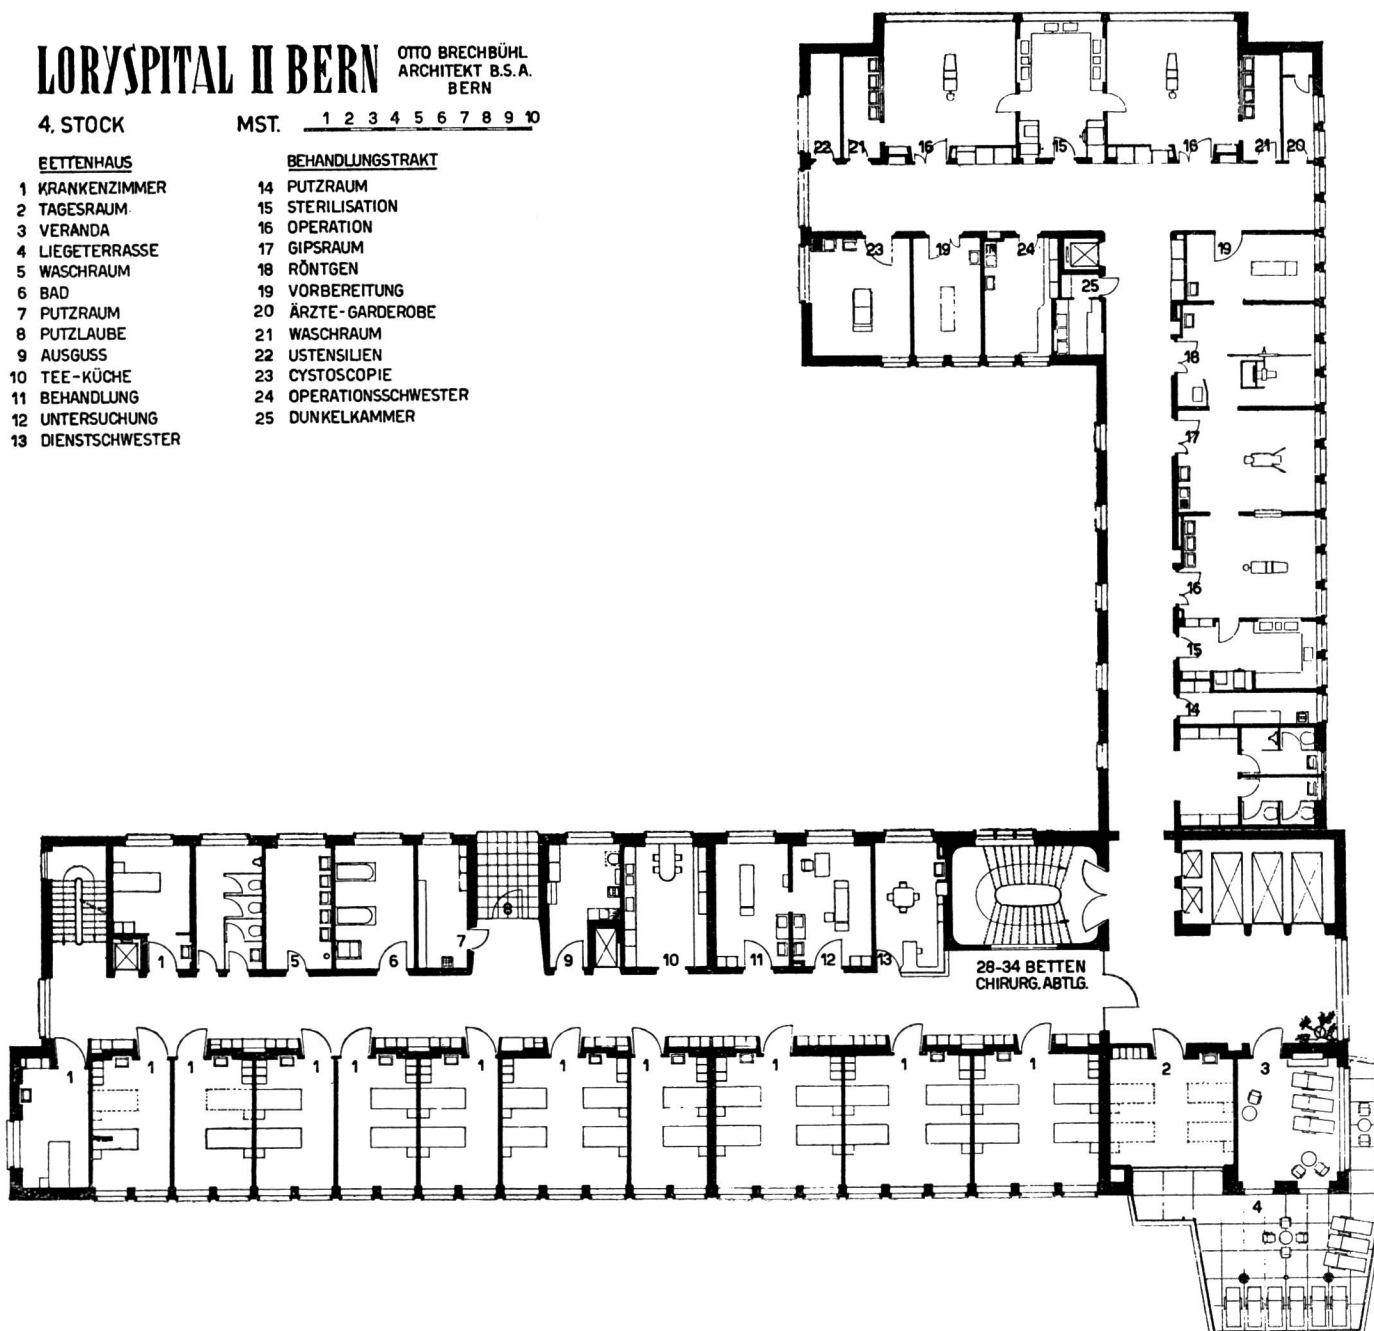 LORYSPITAL II BERN
OTTO BRECHBÜHL
ARCHITEKT B.S.A.
BERN
4. STOCK
MST. 1 2 3 4 5 6 7 8 9 10
BETTENHAUS
1 KRANKENZIMMER
2 TAGESRAUM
3 VERANDA
4 LIEGETERRASSE
5 WASCHRAUM
6 BAD
7 PUTZRAUM
8 PUTZLAUBE
9 AUSGUSS
10 TEE-KÜCHE
11 BEHANDLUNG
12 UNTERSUCHUNG
13 DIENSTSCHWESTER
BEHANDLUNGSTRAKT
14 PUTZRAUM
15 STERILISATION
16 OPERATION
17 GIPSRAUM
18 RÖNTGEN
19 VORBEREITUNG
20 ÄRZTE-GARDEROBE
21 WASCHRAUM
22 USTENSILIEN
23 CYSTOSCOPIE
24 OPERATIONSSCHWESTER
25 DUNKELKAMMER
22 21 16 15 16 21 20
23 19 24 19
25
18
17
16
15
14
8
7
1 5 6 9 10 11 12 13
28-34 BETTEN
CHIRURG. ABTLG.
1 1 1 1 1 1 1 1 1 1 1 2 3
4